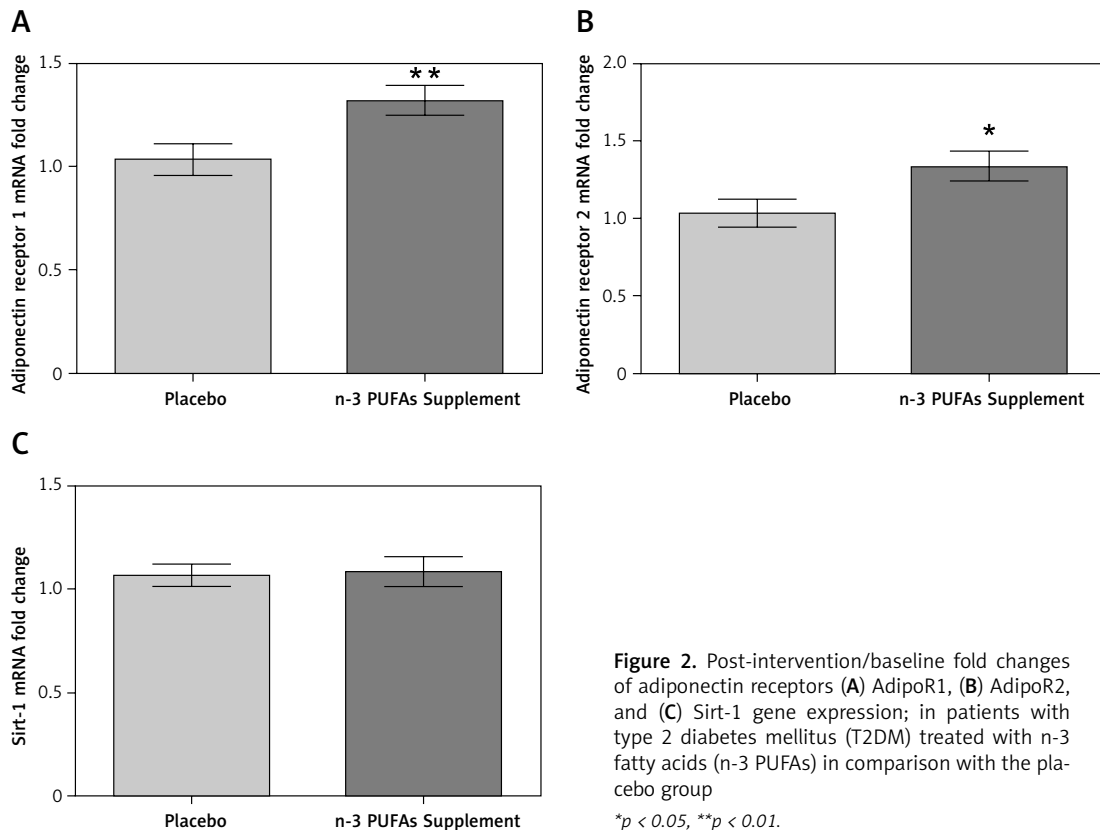 A
Adiponectin receptor 1 mRNA fold change
1.5
1.0
0.5
0
**
Placebo
n-3 PUFAs Supplement
B
Adiponectin receptor 2 mRNA fold change
2.0
1.5
1.0
0.5
0
*
Placebo
n-3 PUFAs Supplement
C
Sirt-1 mRNA fold change
1.5
1.0
0.5
0
Placebo
n-3 PUFAs Supplement
Figure 2. Post-intervention/baseline fold changes
of adiponectin receptors (A) AdipoR1, (B) AdipoR2,
and (C) Sirt-1 gene expression; in patients with
type 2 diabetes mellitus (T2DM) treated with n-3
fatty acids (n-3 PUFAs) in comparison with the pla-
cebo group
*p < 0.05, **p < 0.01.